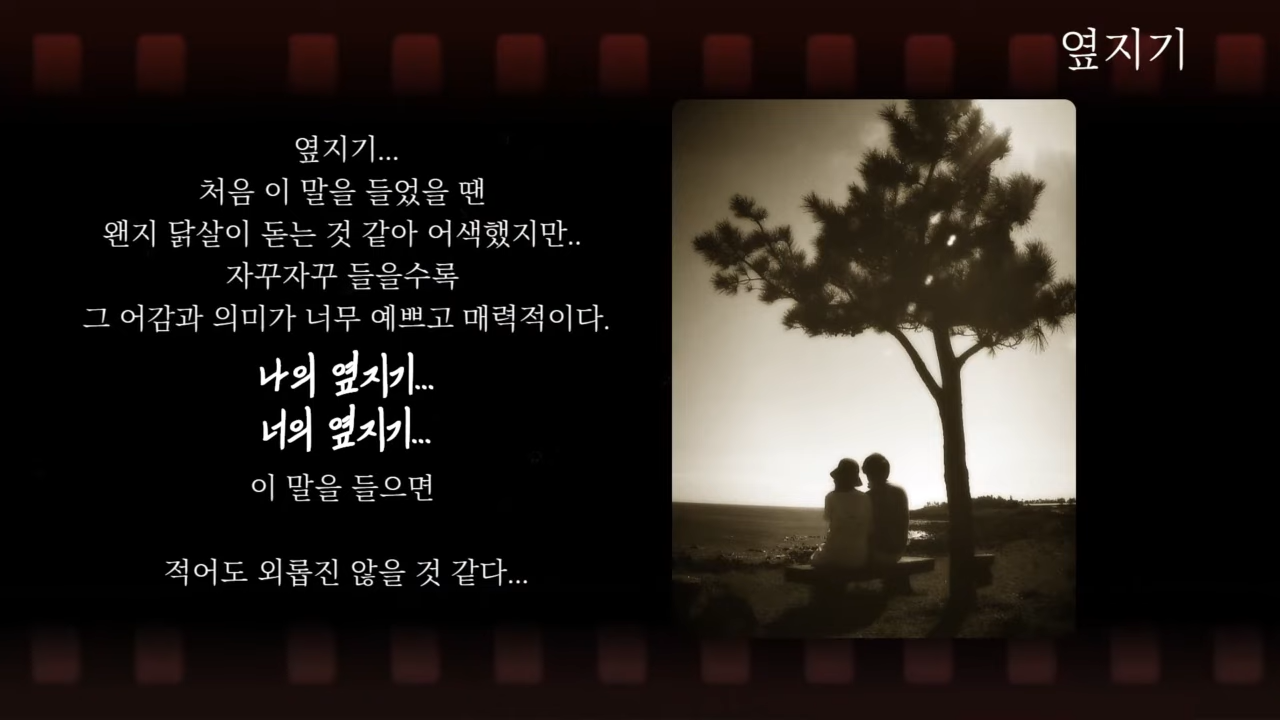 옆지기
옆지기...
처음 이 말을 들었을 땐
왠지 닭살이 돋는 것 같아 어색했지만..
자꾸자꾸 들을수록
그 어감과 의미가 너무 예쁘고 매력적이다.
나의 옆지기...
너의 옆지기...
이 말을 들으면
적어도 외롭진 않을 것 같다...